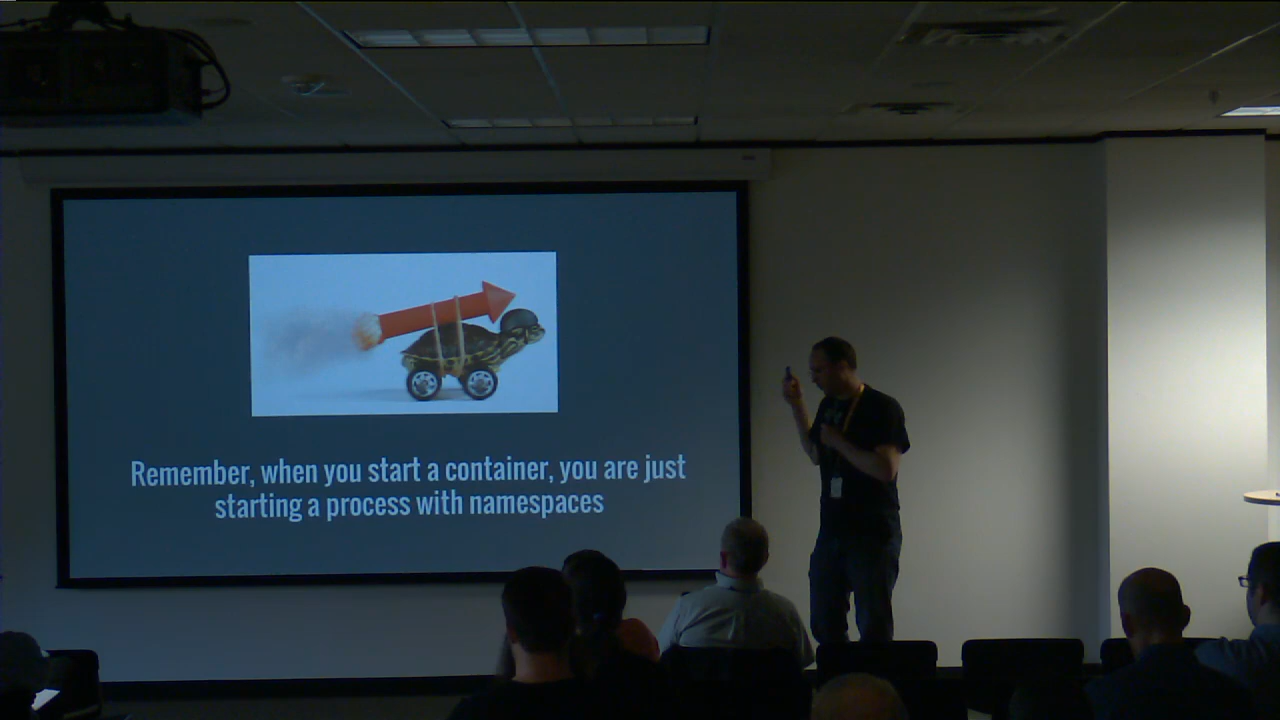 Remember, when you start a container, you are just
starting a process with namespaces